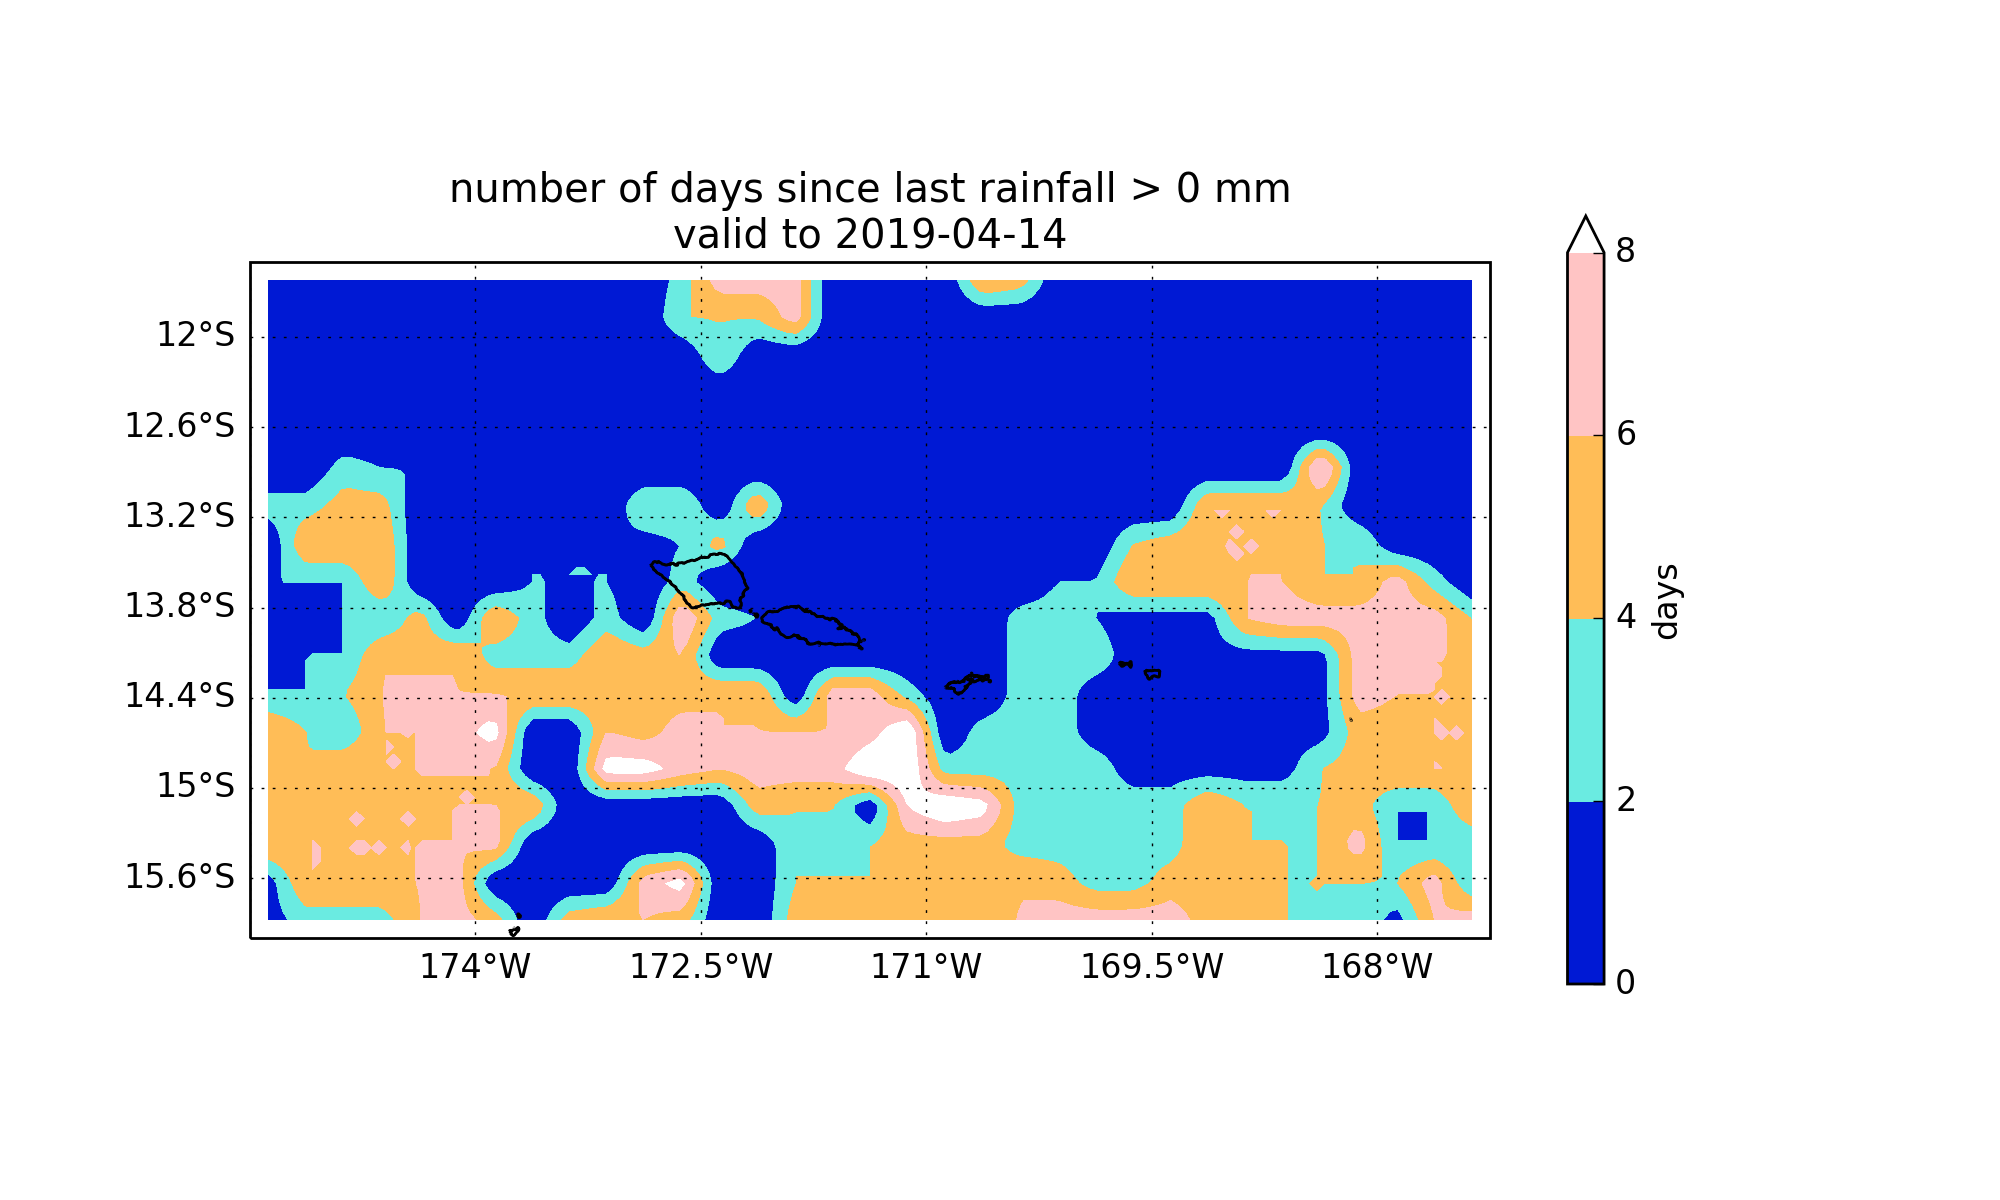 number of days since last rainfall > 0 mm
valid to 2019-04-14
12°S
12.6°S
13.2°S
13.8°S
14.4°S
15°S
15.6°S
174°W
172.5°W
171°W
169.5°W
168°W
8
6
4
2
0
days